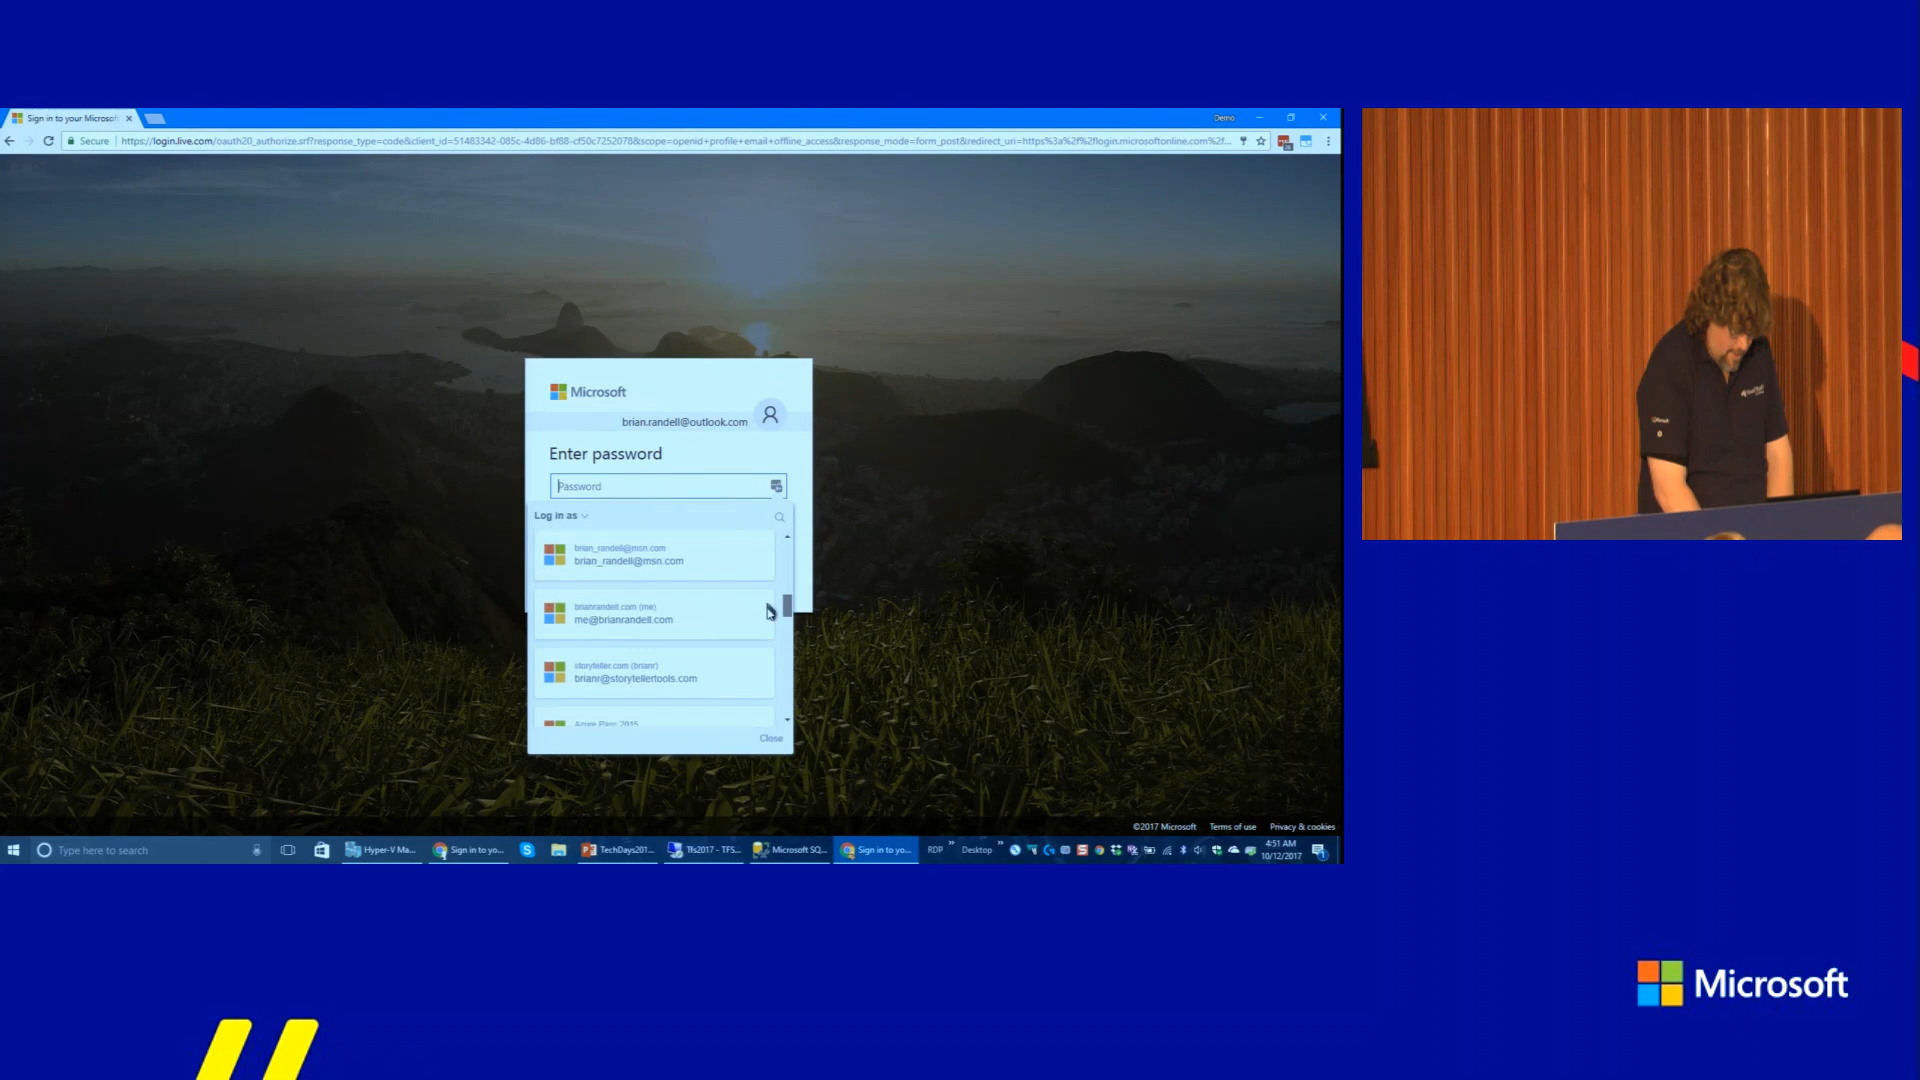 Sign in to your Microsof
Demo
Secure
https://login.live.com/oauth20_authorize.srf?response_type=code&client_id=51483342-085c-4d86-bf88-cf50c7252078&scope=openid+profile+email+offline_access&response_mode=form_post&redirect_uri=https%3a%2f%2flogin.microsoftonline.com%2f...
Microsoft
brian.randell@outlook.com
Enter password
Password
Log in as
brian_randell@msn.com
brian_randell@msn.com
brianrandell.com (me)
me@brianrandell.com
storyteller.com (brianr)
brianr@storytellertools.com
Azure Pass 2015
Close
©2017 Microsoft Terms of use Privacy & cookies
Type here to search
Hyper-V Ma...
Sign in to yo...
TechDays201...
Tfs2017 - TFS...
Microsoft SQ...
Sign in to yo...
RDP
Desktop
4:51 AM
10/12/2017
Microsoft